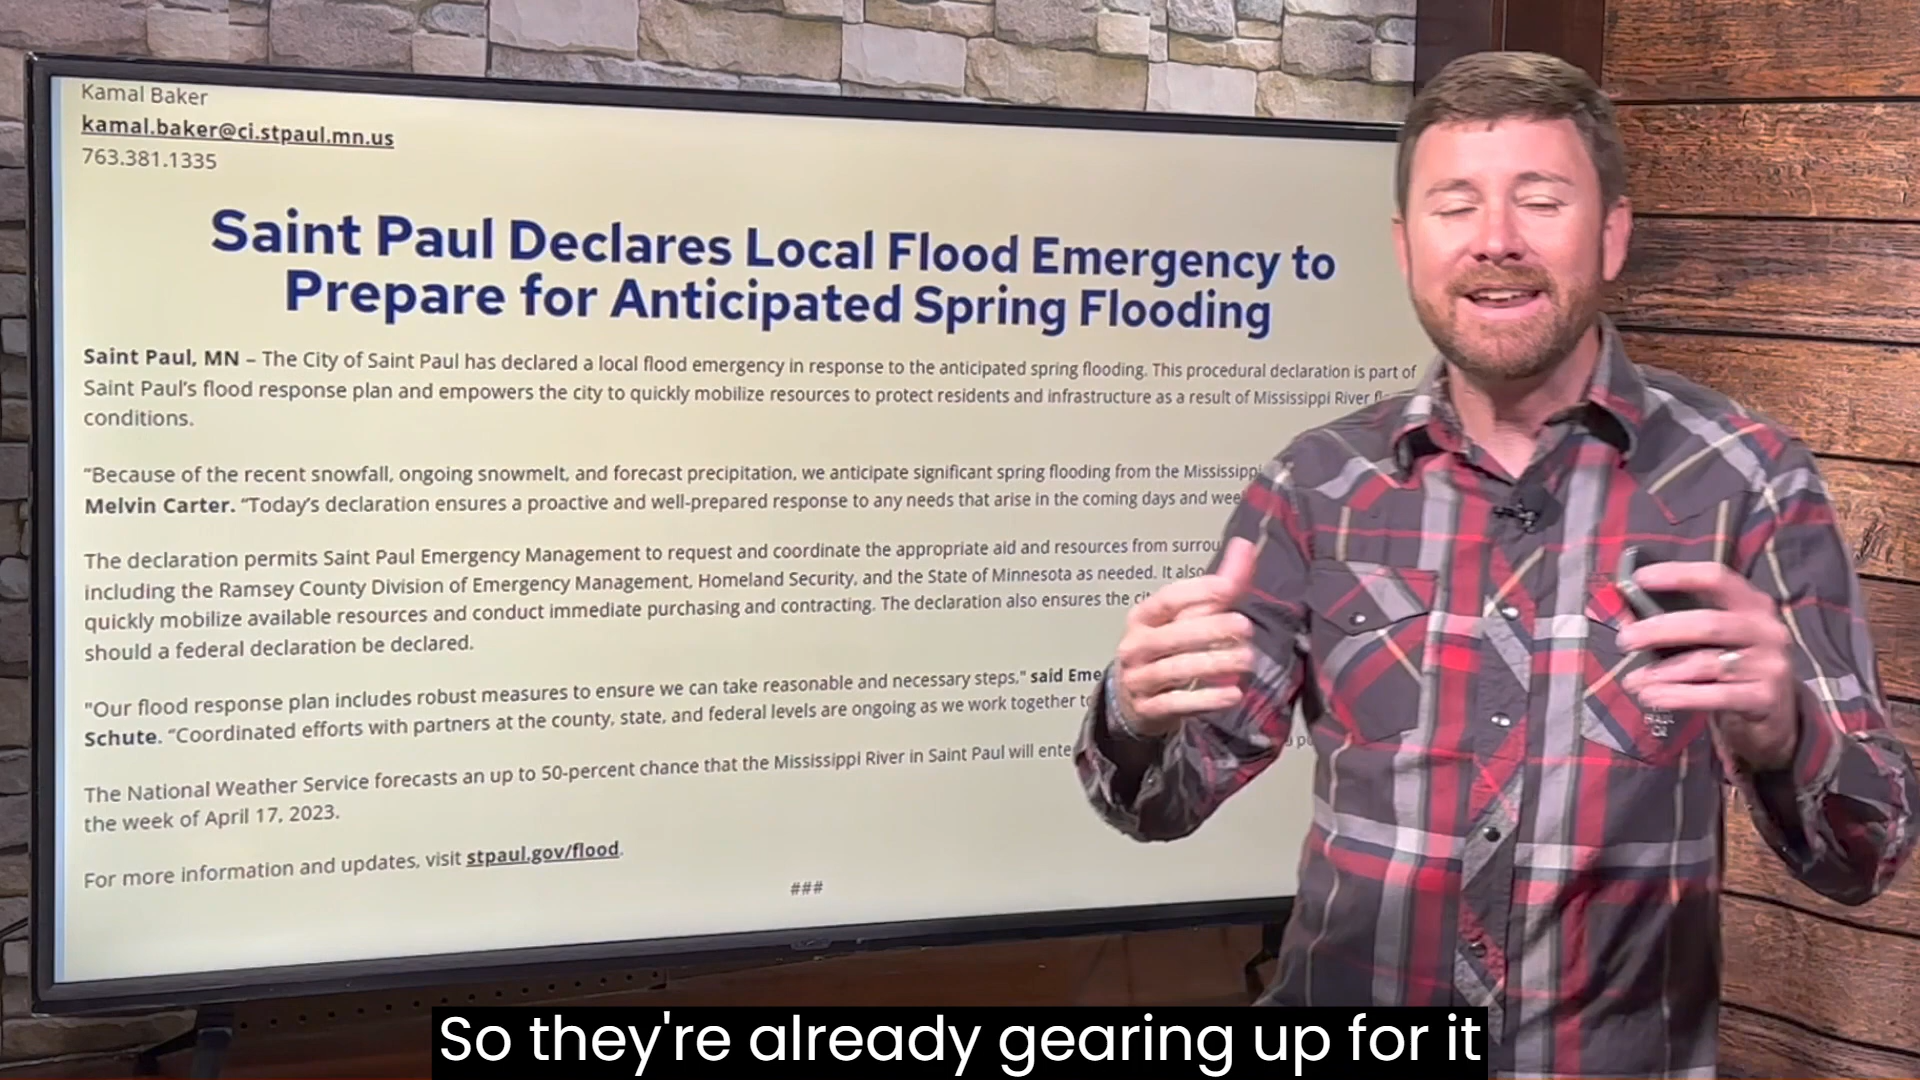 Kamal Baker
kamal.baker@ci.stpaul.mn.us
763.381.1335
Saint Paul Declares Local Flood Emergency to
Prepare for Anticipated Spring Flooding
Saint Paul, MN – The City of Saint Paul has declared a local flood emergency in response to the anticipated spring flooding. This procedural declaration is part of
Saint Paul's flood response plan and empowers the city to quickly mobilize resources to protect residents and infrastructure as a result of Mississippi River
conditions.
“Because of the recent snowfall, ongoing snowmelt, and forecast precipitation, we anticipate significant spring flooding from the Mississippi
Melvin Carter. “Today's declaration ensures a proactive and well-prepared response to any needs that arise in the coming days and
The declaration permits Saint Paul Emergency Management to request and coordinate the appropriate aid and resources from
including the Ramsey County Division of Emergency Management, Homeland Security, and the State of Minnesota as needed. It also
quickly mobilize available resources and conduct immediate purchasing and contracting. The declaration also ensures the
should a federal declaration be declared.
"Our flood response plan includes robust measures to ensure we can take reasonable and necessary steps," said
Schute. “Coordinated efforts with partners at the county, state, and federal levels are ongoing as we work together
The National Weather Service forecasts an up to 50-percent chance that the Mississippi River in Saint Paul will
the week of April 17, 2023.
For more information and updates, visit stpaul.gov/flood.
###
So they're already gearing up for it